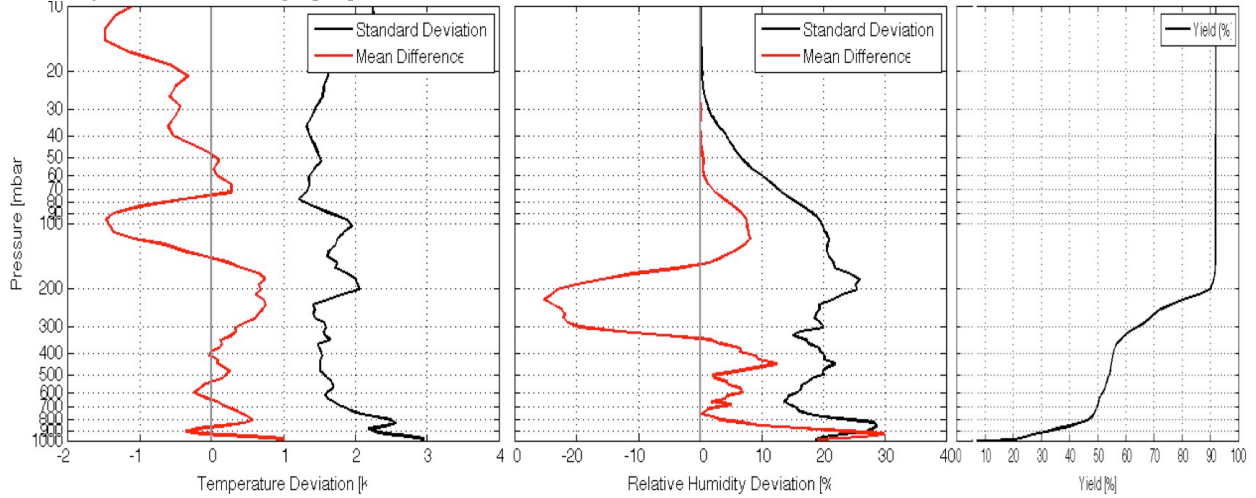 Standard Deviation
Mean Difference
Standard Deviation
Mean Difference
Yield (%)
Pressure [mbar]
10
20
30
40
50
60
70
80
90
100
200
300
400
500
600
700
800
900
1000
-2 -1 0 1 2 3 4
Temperature Deviation [K
0 -20 -10 0 10 20 30 40
Relative Humidity Deviation [%
10 20 30 40 50 60 70 80 90 100
Yield [%]